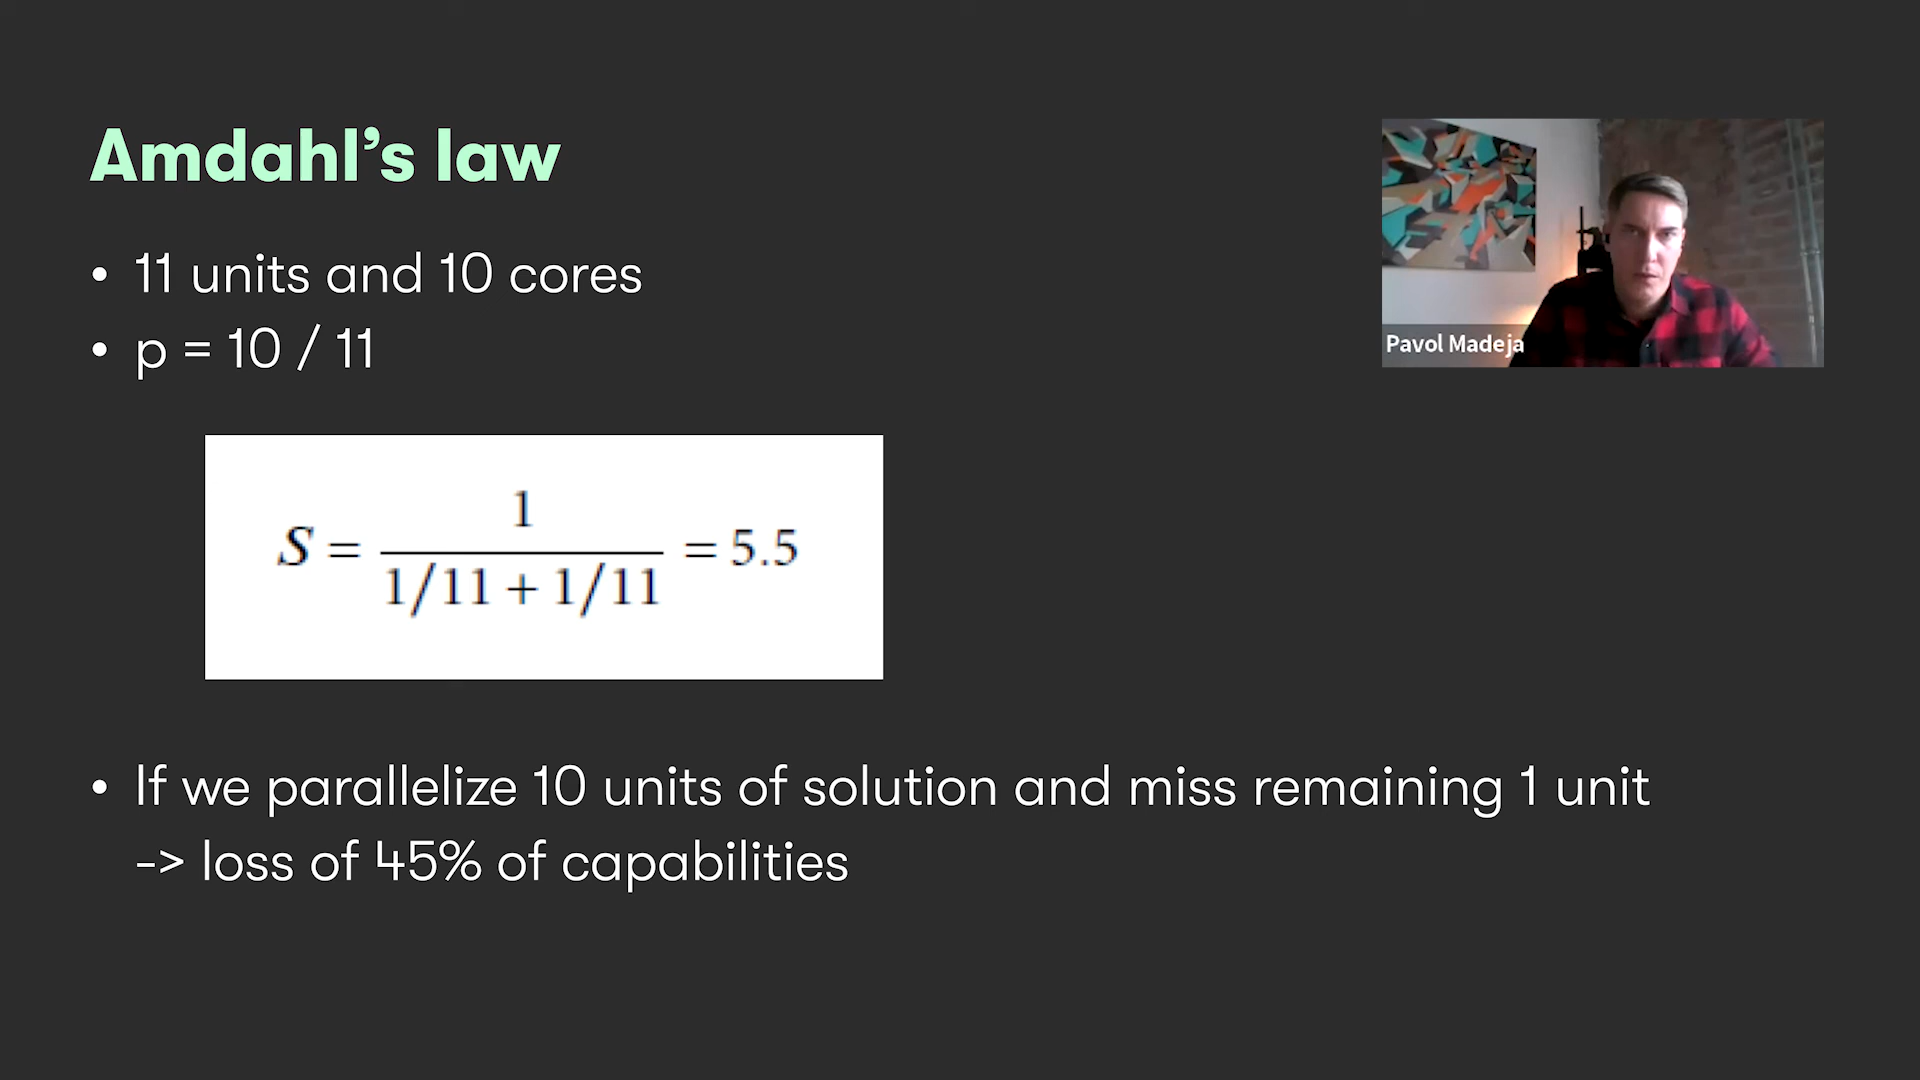 Amdahl’s law
• 11 units and 10 cores
• p = 10 / 11
Pavol Madeja
S = 1 / (1/11 + 1/11) = 5.5
• If we parallelize 10 units of solution and miss remaining 1 unit
-> loss of 45% of capabilities